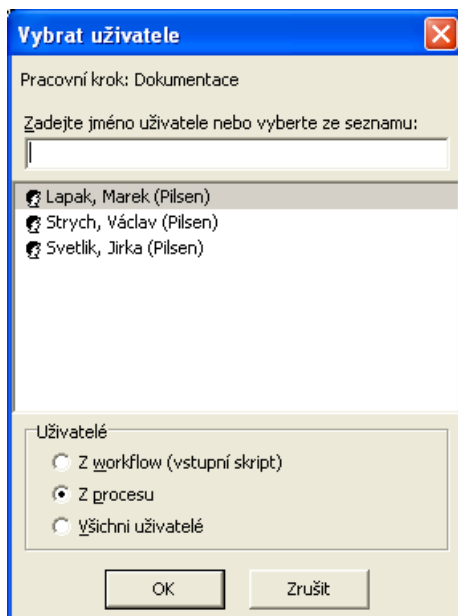 Vybrat uživatele
Pracovní krok: Dokumentace
Zadejte jméno uživatele nebo vyberte ze seznamu:
Lapak, Marek (Pilsen)
Strych, Václav (Pilsen)
Svetlik, Jirka (Pilsen)
Uživatelé
Z workflow (vstupní skript)
Z procesu
Všichni uživatelé
OK
Zrušit